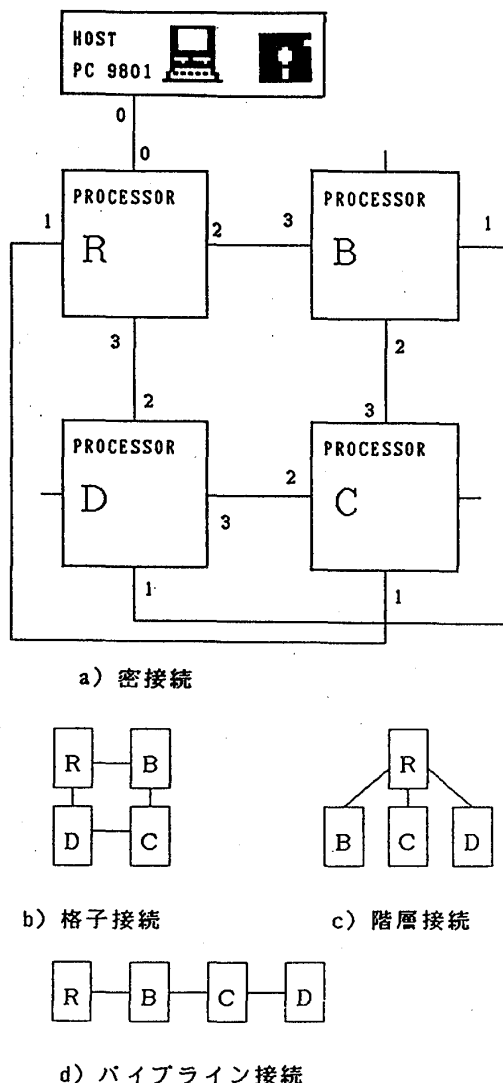 HOST
PC 9801
0
0
PROCESSOR
R
1
2
3
PROCESSOR
B
3
1
2
PROCESSOR
D
2
3
1
PROCESSOR
C
3
2
1
a) 密接続
R B
D C
b) 格子接続
R
B C D
c) 階層接続
R B C D
d) パイプライン接続